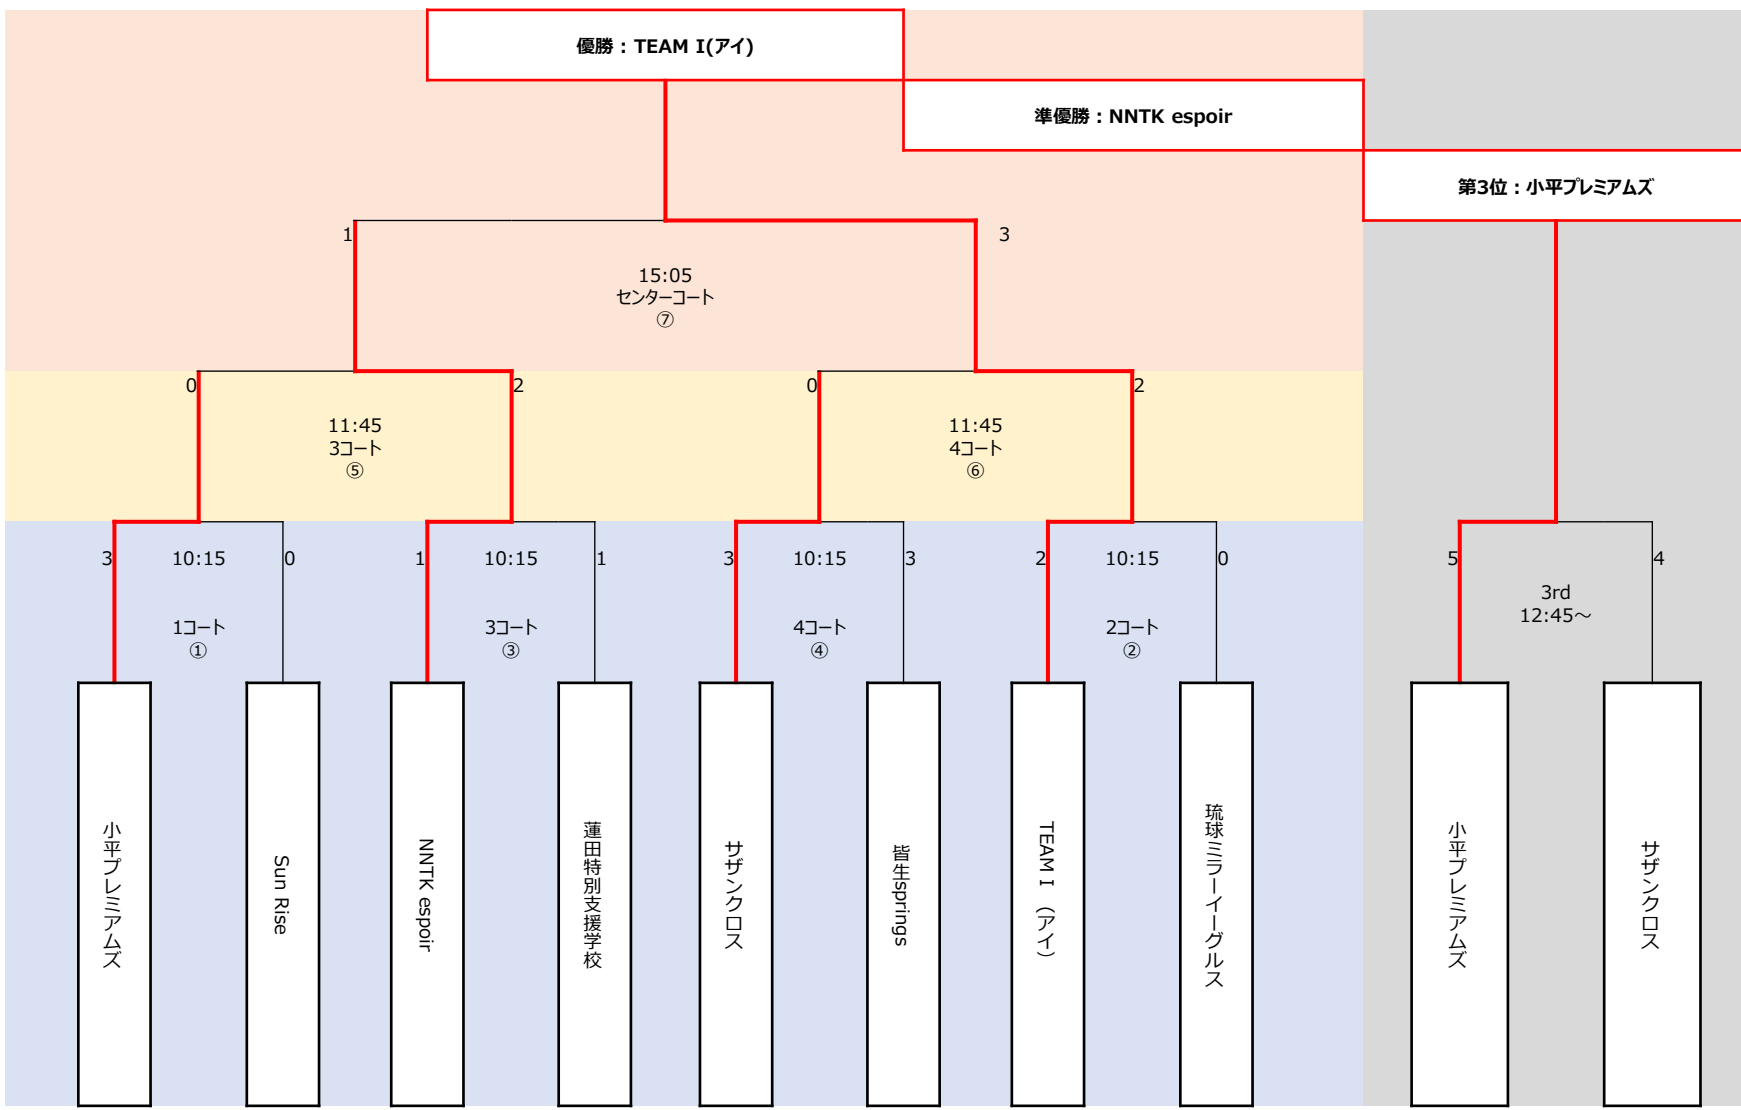 優勝：TEAM I(アイ)
準優勝：NNTK espoir
第3位：小平プレミアムズ
1
3
15:05
センターコート
⑦
0
2
0
2
11:45
3コート
⑤
11:45
4コート
⑥
3
10:15
0
1
10:15
1
3
10:15
3
2
10:15
0
5
4
1コート
①
3コート
③
4コート
④
2コート
②
3rd
12:45～
小平プレミアムズ
Sun Rise
NNTK espoir
蓮田特別支援学校
サザンクロス
皆生springs
TEAM I （アイ）
琉球ミラーイーグルス
小平プレミアムズ
サザンクロス